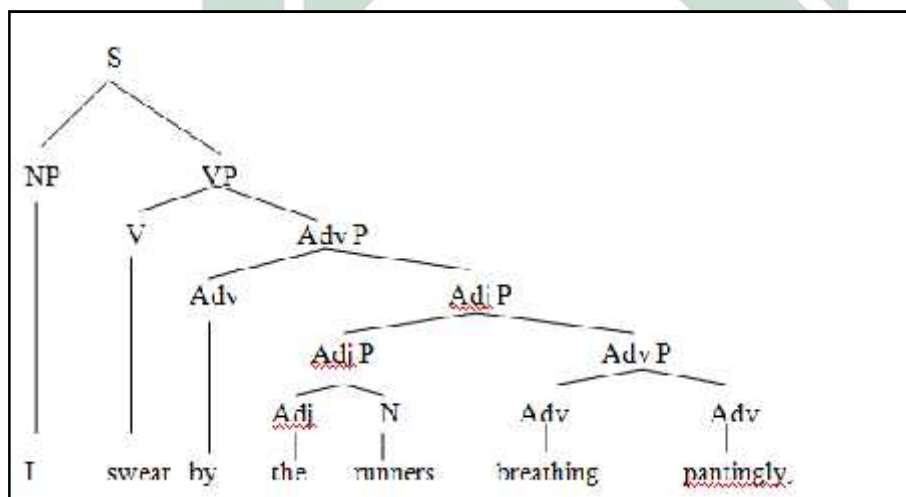 S
NP VP
V Adv P
Adv Adj P
Adj P Adv P
Adj N Adv Adv
I swear by the runners breathing pantingly.